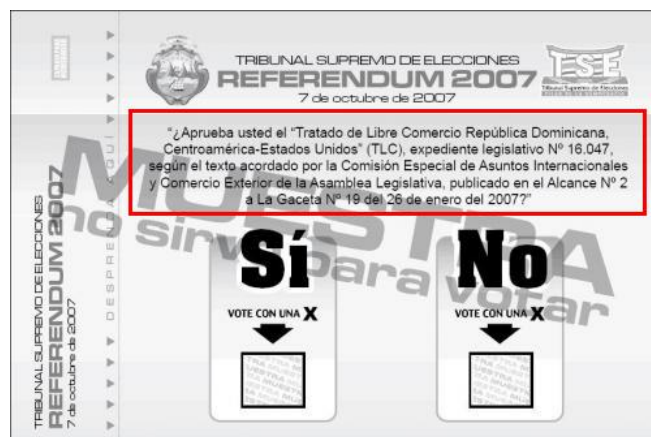 TRIBUNAL SUPREMO DE ELECCIONES
REFERENDUM 2007
7 de octubre de 2007
TSE
Tribunal Supremo de Elecciones
"¿Aprueba usted el "Tratado de Libre Comercio República Dominicana,
Centroamérica-Estados Unidos" (TLC), expediente legislativo Nº 16.047,
según el texto acordado por la Comisión Especial de Asuntos Internacionales
y Comercio Exterior de la Asamblea Legislativa, publicado en el Alcance Nº 2
a La Gaceta Nº 19 del 26 de enero del 2007?"
MUESTRA
no sirve para votar
Sí
VOTE CON UNA X
No
VOTE CON UNA X
DESPRENDA AQUÍ
TRIBUNAL SUPREMO DE ELECCIONES
REFERENDUM 2007
7 de octubre de 2007